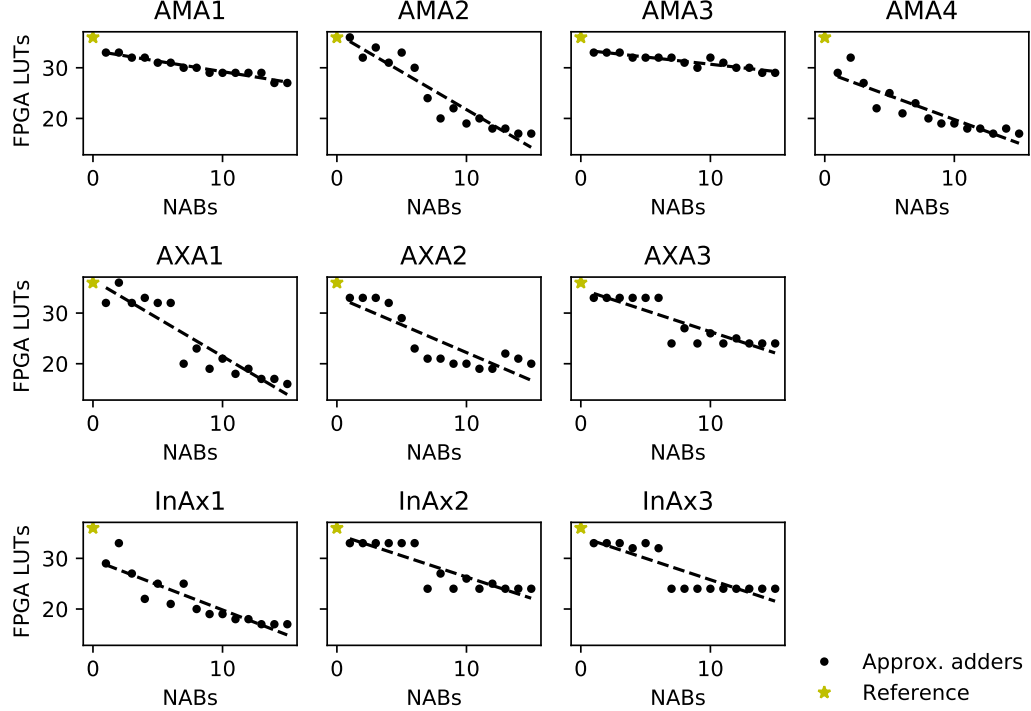 AMA1 AMA2 AMA3 AMA4
FPGA LUTs
30
20
0 10 0 10 0 10 0 10
NABs NABs NABs NABs
AXA1 AXA2 AXA3
FPGA LUTs
30
20
0 10 0 10 0 10
NABs NABs NABs
InAx1 InAx2 InAx3
FPGA LUTs
30
20
0 10 0 10 0 10
NABs NABs NABs
Approx. adders
Reference